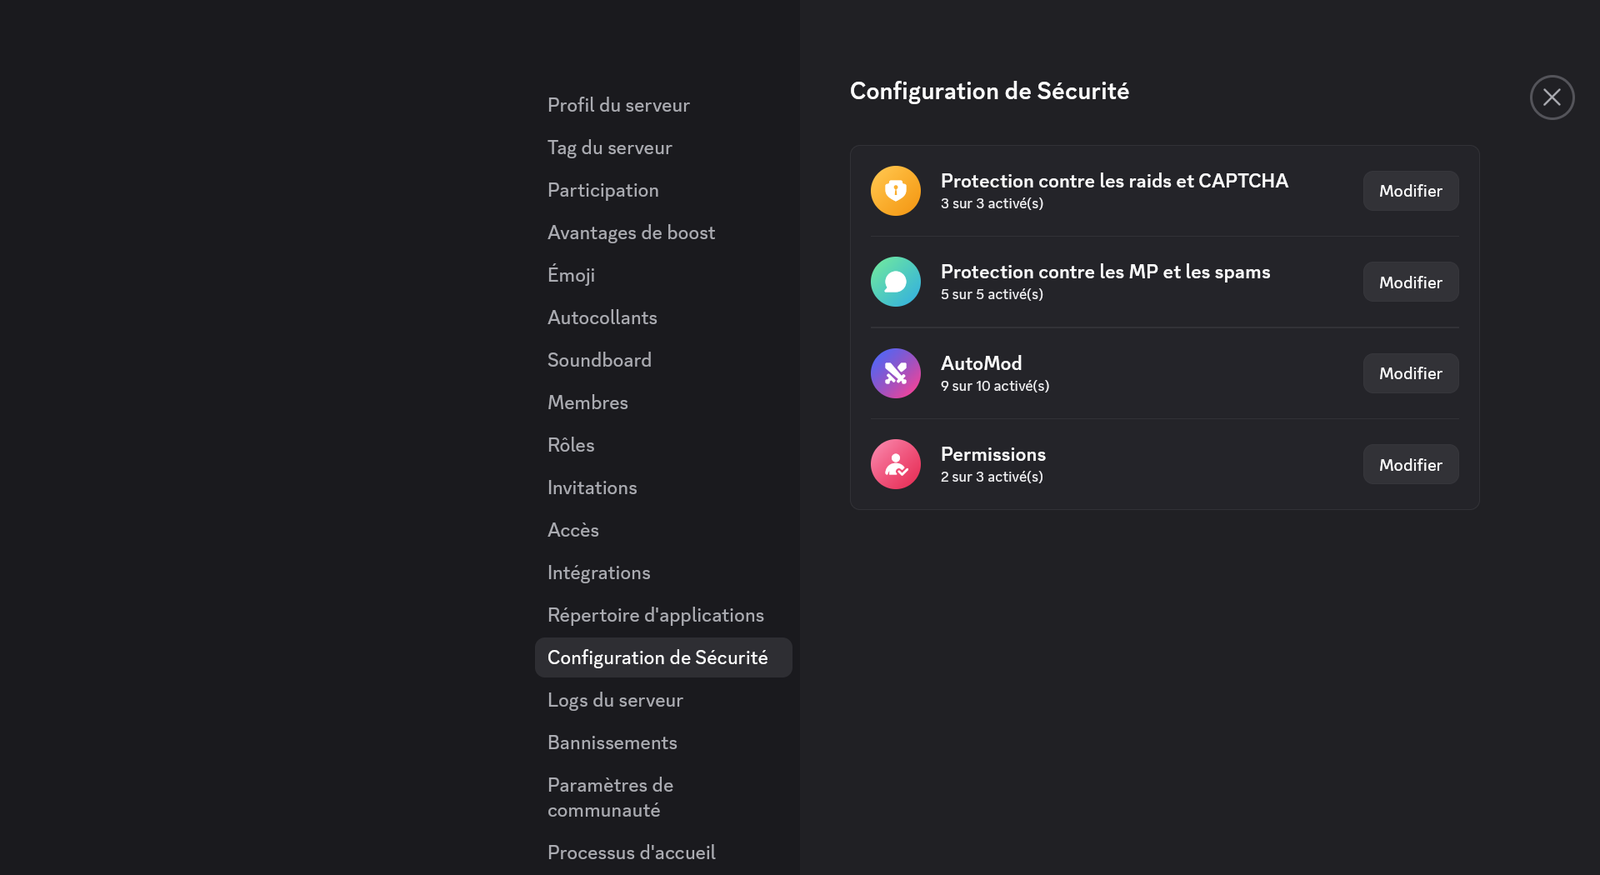 Profil du serveur
Tag du serveur
Participation
Avantages de boost
Émoji
Autocollants
Soundboard
Membres
Rôles
Invitations
Accès
Intégrations
Répertoire d'applications
Configuration de Sécurité
Logs du serveur
Bannissements
Paramètres de
communauté
Processus d'accueil
Configuration de Sécurité
Protection contre les raids et CAPTCHA
3 sur 3 activé(s)
Modifier
Protection contre les MP et les spams
5 sur 5 activé(s)
Modifier
AutoMod
9 sur 10 activé(s)
Modifier
Permissions
2 sur 3 activé(s)
Modifier